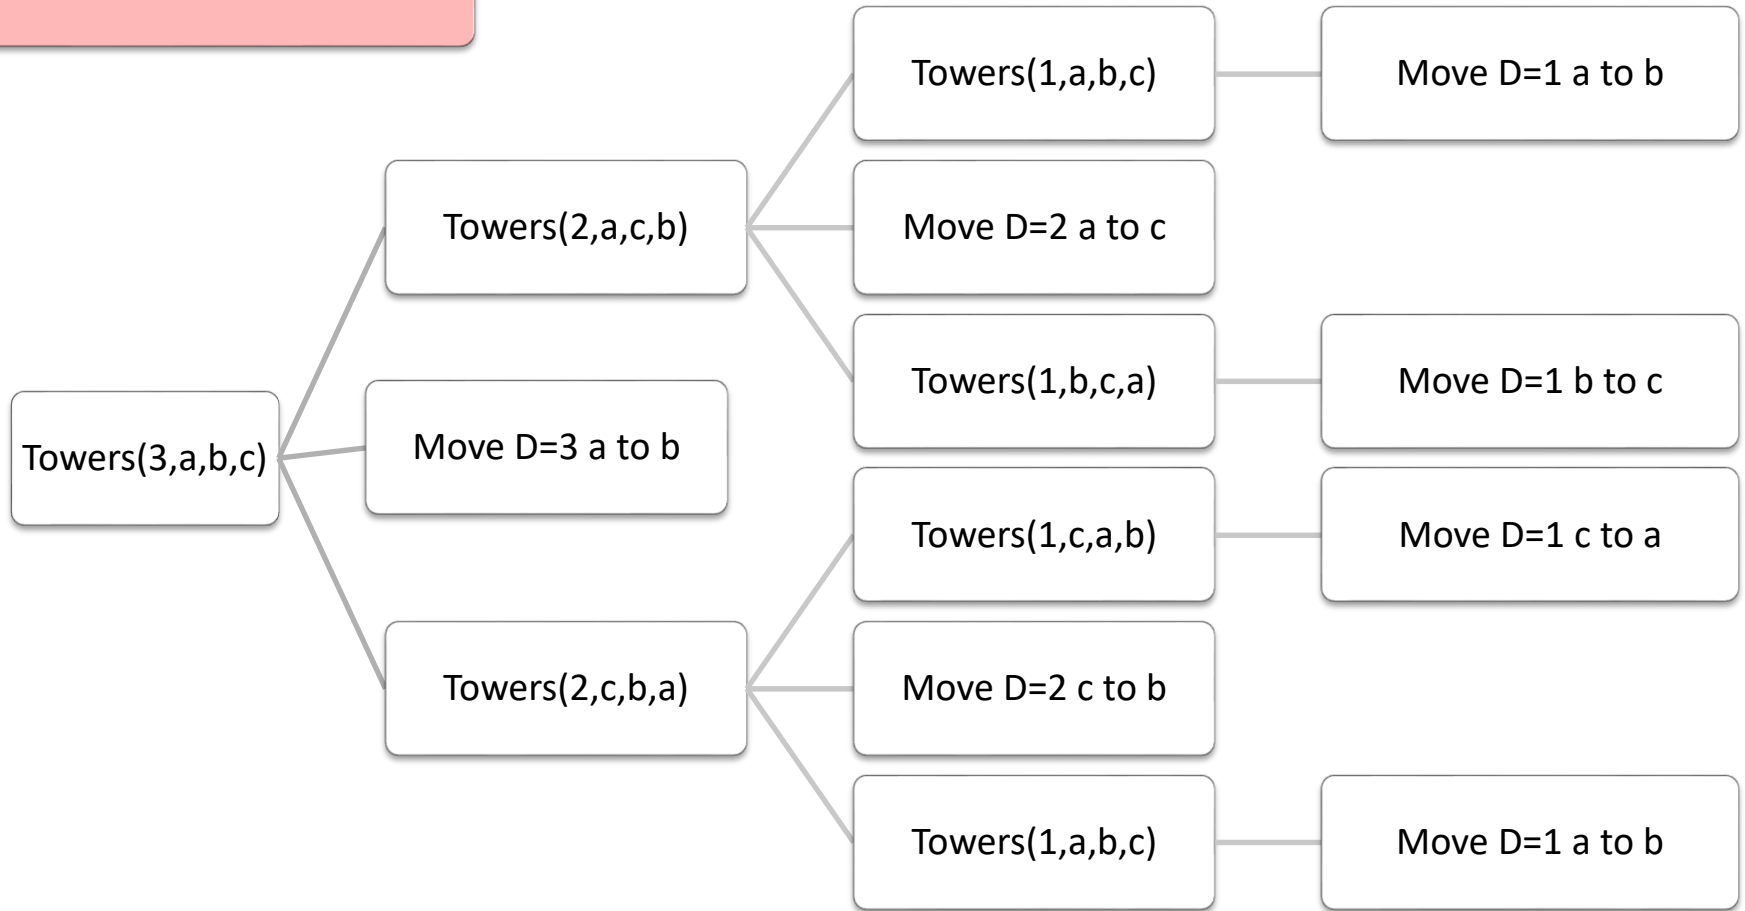 Towers(3,a,b,c)
Towers(2,a,c,b)
Towers(1,a,b,c)
Move D=1 a to b
Move D=2 a to c
Towers(1,b,c,a)
Move D=1 b to c
Move D=3 a to b
Towers(2,c,b,a)
Towers(1,c,a,b)
Move D=1 c to a
Move D=2 c to b
Towers(1,a,b,c)
Move D=1 a to b